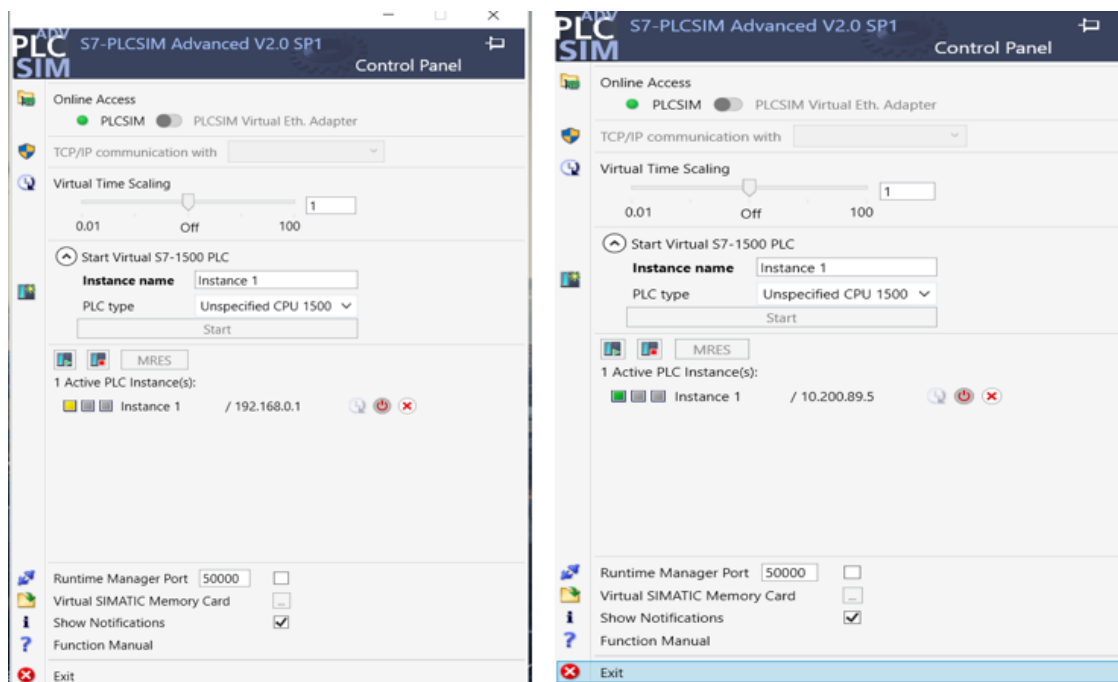 ADV
PLC
SIM
S7-PLCSIM Advanced V2.0 SP1
Control Panel
Online Access
PLCSIM PLCSIM Virtual Eth. Adapter
TCP/IP communication with
Virtual Time Scaling
1
0.01 Off 100
Start Virtual S7-1500 PLC
Instance name Instance 1
PLC type Unspecified CPU 1500
Start
MRES
1 Active PLC Instance(s):
Instance 1 / 192.168.0.1
Runtime Manager Port 50000
Virtual SIMATIC Memory Card ...
Show Notifications
Function Manual
Exit
ADV
PLC
SIM
S7-PLCSIM Advanced V2.0 SP1
Control Panel
Online Access
PLCSIM PLCSIM Virtual Eth. Adapter
TCP/IP communication with
Virtual Time Scaling
1
0.01 Off 100
Start Virtual S7-1500 PLC
Instance name Instance 1
PLC type Unspecified CPU 1500
Start
MRES
1 Active PLC Instance(s):
Instance 1 / 10.200.89.5
Runtime Manager Port 50000
Virtual SIMATIC Memory Card ...
Show Notifications
Function Manual
Exit